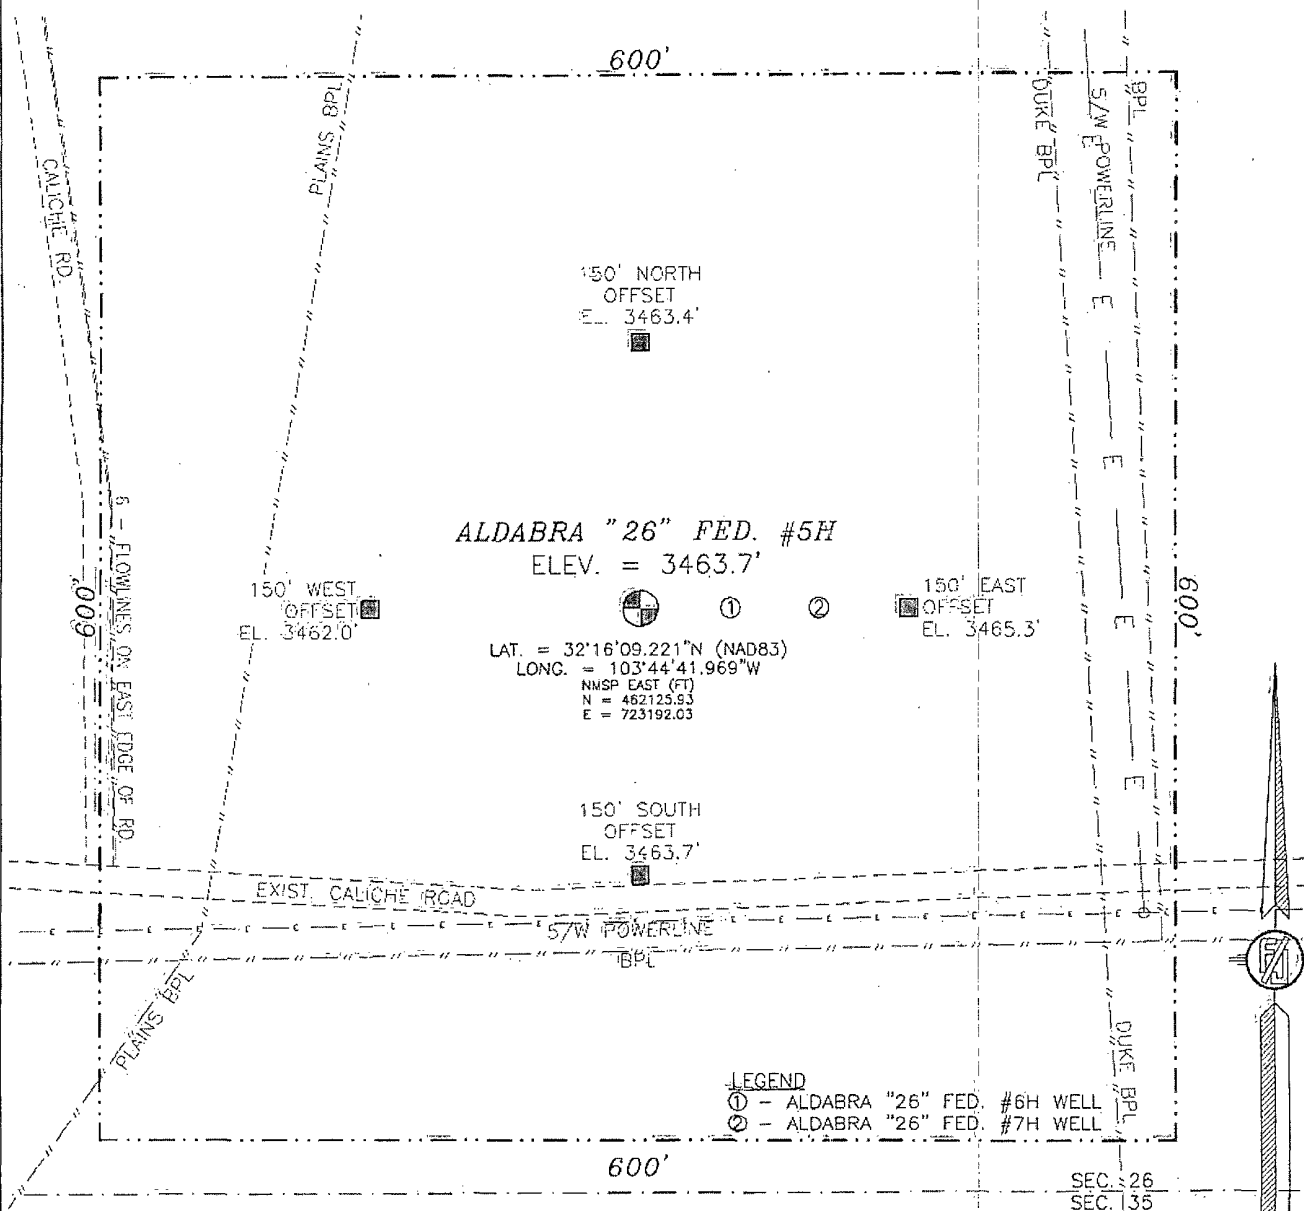 600'
PLAINS BPL
DUKE BPL
S/W POWERLINE
BPL
E
CALICHE RD.
150' NORTH
OFFSET
EL. 3463.4'
E
E
ALDABRA "26" FED. #5H
ELEV. = 3463.7'
6 - FLOWLINES ON EAST EDGE OF RD.
600'
150' WEST
OFFSET
EL. 3462.0'
1
2
150' EAST
OFFSET
EL. 3465.3'
E
600'
LAT. = 32°16'09.221"N (NAD83)
LONG. = 103°44'41.969"W
NMSP EAST (FT)
N = 462125.93
E = 723192.03
E
150' SOUTH
OFFSET
EL. 3463.7'
EXIST. CALICHE ROAD
E E E E E E E E E E E E E E
S/W POWERLINE
BPL
PLAINS BPL
DUKE BPL
LEGEND
1 - ALDABRA "26" FED. #6H WELL
2 - ALDABRA "26" FED. #7H WELL
600'
SEC. 26
SEC. 35